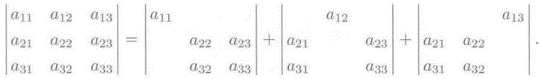 | a₁₁ a₁₂ a₁₃ |   | a₁₁         |   |     a₁₂     |   |         a₁₃ |
| a₂₁ a₂₂ a₂₃ | = |     a₂₂ a₂₃ | + | a₂₁     a₂₃ | + | a₂₁ a₂₂     | .
| a₃₁ a₃₂ a₃₃ |   |     a₃₂ a₃₃ |   | a₃₁     a₃₃ |   | a₃₁ a₃₂     |